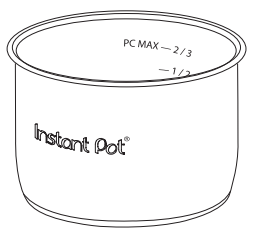 PC MAX — 2 / 3
— 1 / 2
Instant Pot®